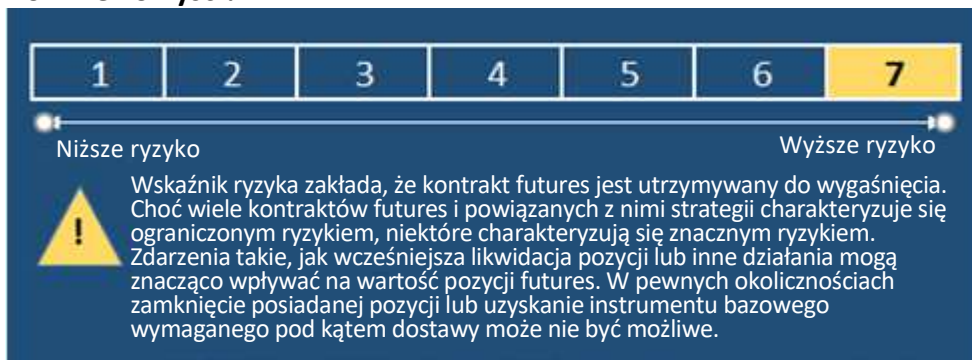 1 2 3 4 5 6 7
Niższe ryzyko Wyższe ryzyko
Wskaźnik ryzyka zakłada, że kontrakt futures jest utrzymywany do wygaśnięcia.
Choć wiele kontraktów futures i powiązanych z nimi strategii charakteryzuje się
! ograniczonym ryzykiem, niektóre charakteryzują się znacznym ryzykiem.
Zdarzenia takie, jak wcześniejsza likwidacja pozycji lub inne działania mogą
znacząco wpływać na wartość pozycji futures. W pewnych okolicznościach
zamknięcie posiadanej pozycji lub uzyskanie instrumentu bazowego
wymaganego pod kątem dostawy może nie być możliwe.